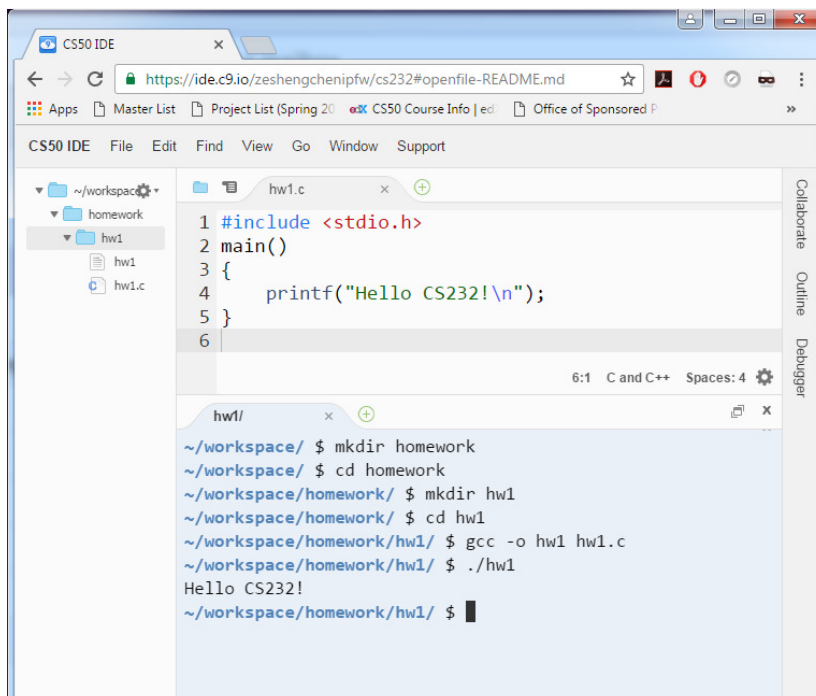 CS50 IDE
https://ide.c9.io/zeshengchenipfw/cs232#openfile-README.md
Apps Master List Project List (Spring 20 edX CS50 Course Info | ed Office of Sponsored P »
CS50 IDE File Edit Find View Go Window Support
~/workspac
homework
hw1
hw1
hw1.c
hw1.c
1 #include <stdio.h>
2 main()
3 {
4     printf("Hello CS232!\n");
5 }
6
6:1 C and C++ Spaces: 4
Collaborate
Outline
Debugger
hw1/
~/workspace/ $ mkdir homework
~/workspace/ $ cd homework
~/workspace/homework/ $ mkdir hw1
~/workspace/homework/ $ cd hw1
~/workspace/homework/hw1/ $ gcc -o hw1 hw1.c
~/workspace/homework/hw1/ $ ./hw1
Hello CS232!
~/workspace/homework/hw1/ $